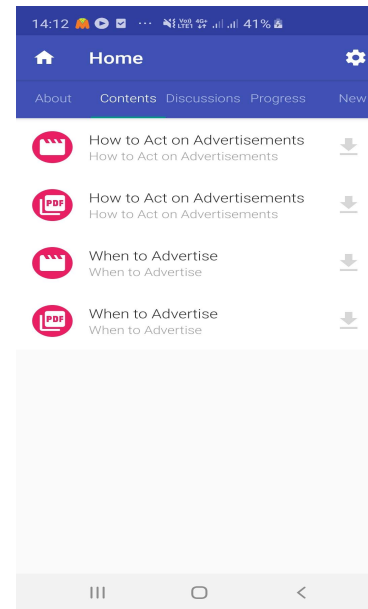 14:12 41%
Home
About Contents Discussions Progress New
How to Act on Advertisements
How to Act on Advertisements
PDF
How to Act on Advertisements
How to Act on Advertisements
When to Advertise
When to Advertise
PDF
When to Advertise
When to Advertise